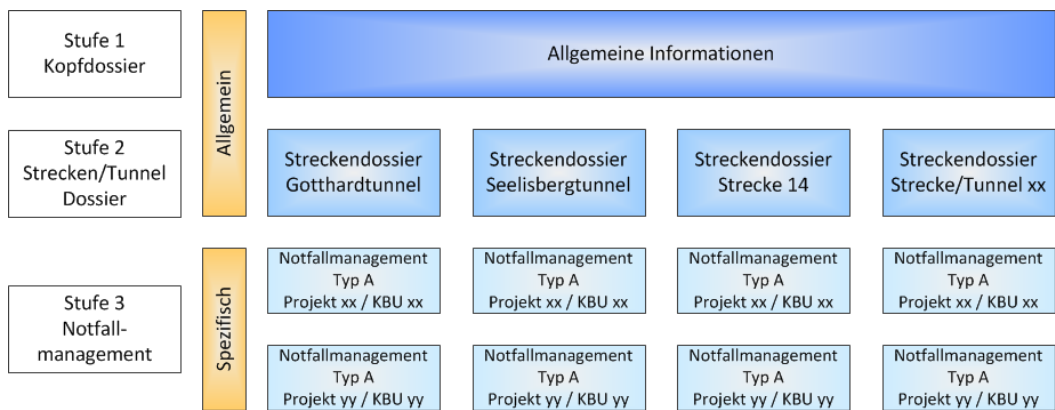 Stufe 1
Kopfdossier
Allgemein
Allgemeine Informationen
Stufe 2
Strecken/Tunnel
Dossier
Streckendossier
Gotthardtunnel
Streckendossier
Seelisbergtunnel
Streckendossier
Strecke 14
Streckendossier
Strecke/Tunnel xx
Stufe 3
Notfall-
management
Spezifisch
Notfallmanagement
Typ A
Projekt xx / KBU xx
Notfallmanagement
Typ A
Projekt xx / KBU xx
Notfallmanagement
Typ A
Projekt xx / KBU xx
Notfallmanagement
Typ A
Projekt xx / KBU xx
Notfallmanagement
Typ A
Projekt yy / KBU yy
Notfallmanagement
Typ A
Projekt yy / KBU yy
Notfallmanagement
Typ A
Projekt yy / KBU yy
Notfallmanagement
Typ A
Projekt yy / KBU yy